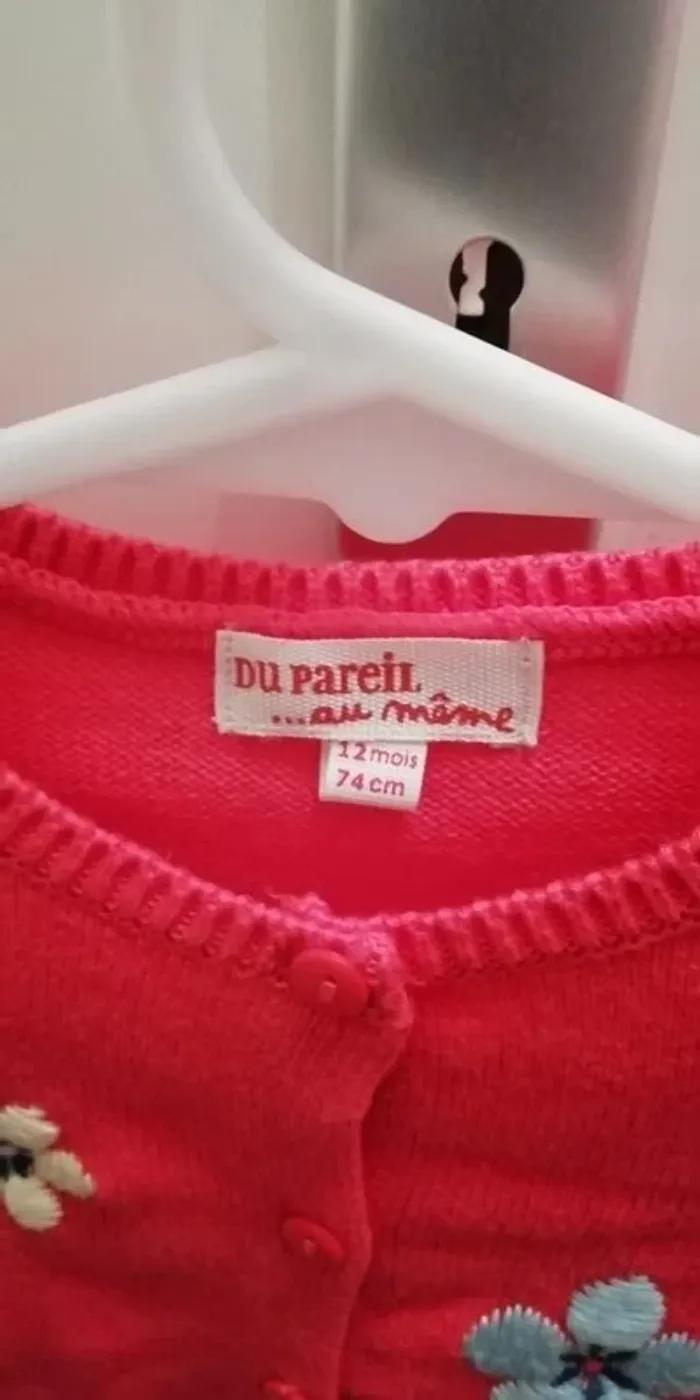 DU PareiL
...au même
12 mois
74 cm